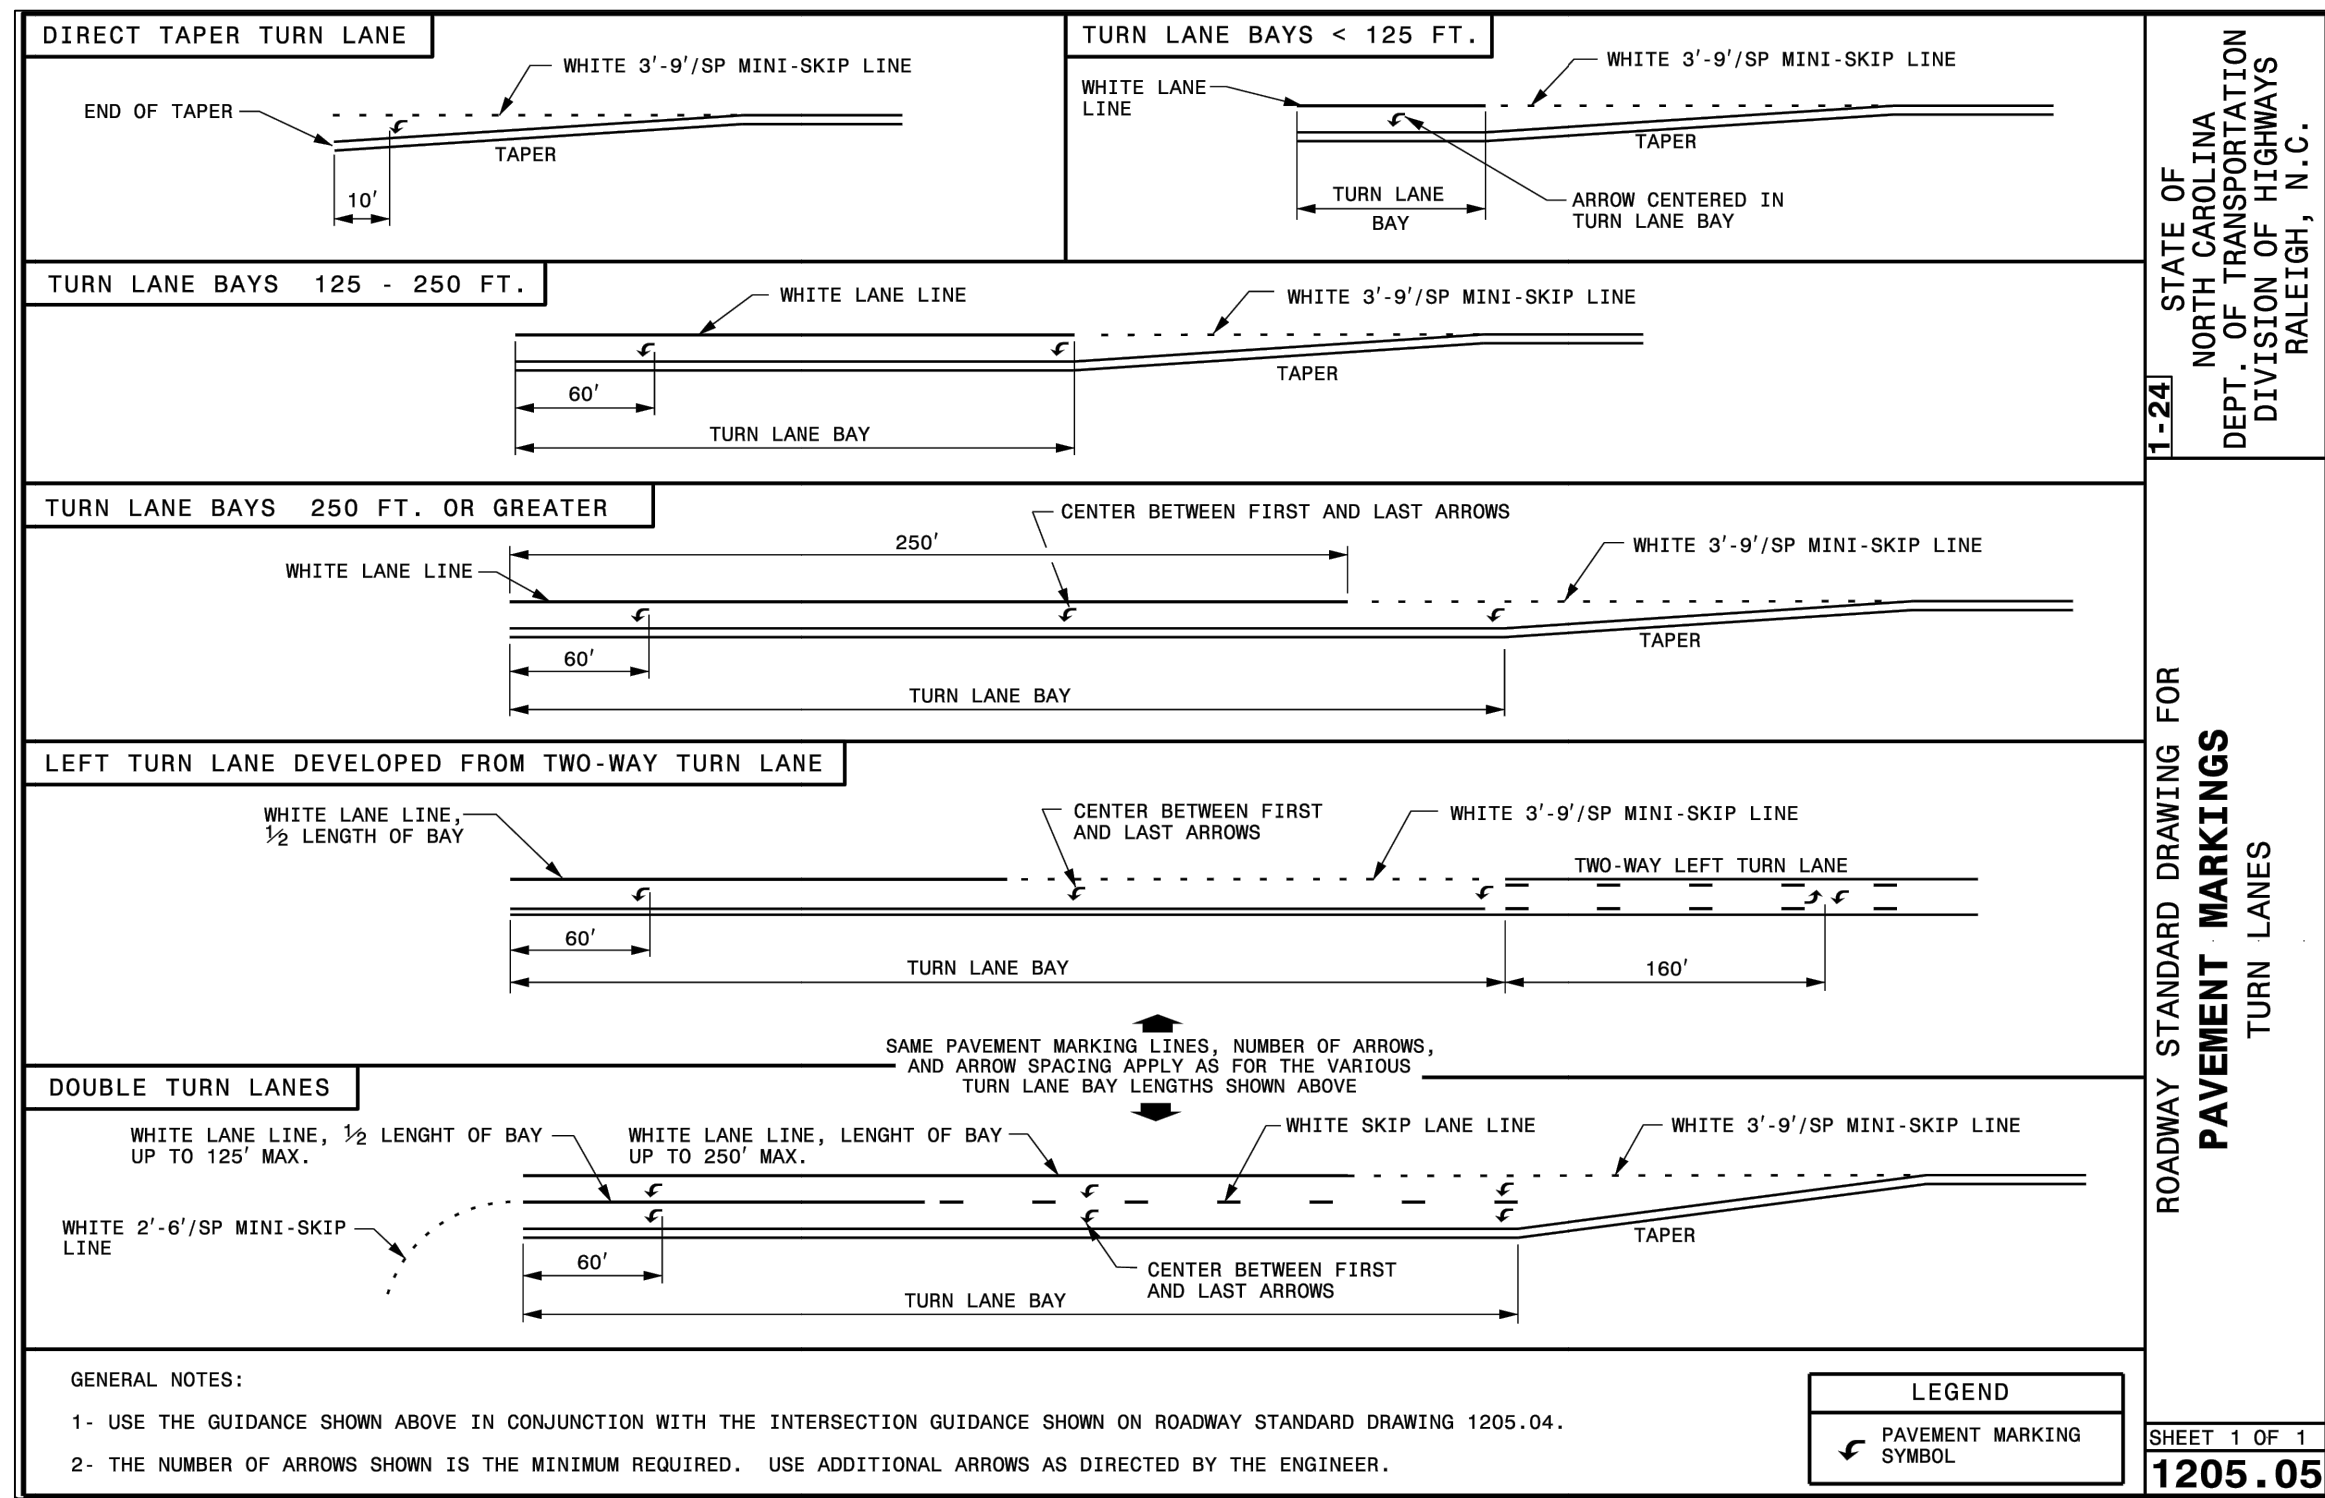 DIRECT TAPER TURN LANE
WHITE 3'-9'/SP MINI-SKIP LINE
END OF TAPER
TAPER
10'
TURN LANE BAYS < 125 FT.
WHITE 3'-9'/SP MINI-SKIP LINE
WHITE LANE
LINE
TAPER
TURN LANE
BAY
ARROW CENTERED IN
TURN LANE BAY
TURN LANE BAYS 125 - 250 FT.
WHITE LANE LINE
WHITE 3'-9'/SP MINI-SKIP LINE
TAPER
60'
TURN LANE BAY
TURN LANE BAYS 250 FT. OR GREATER
CENTER BETWEEN FIRST AND LAST ARROWS
250'
WHITE 3'-9'/SP MINI-SKIP LINE
WHITE LANE LINE
TAPER
60'
TURN LANE BAY
LEFT TURN LANE DEVELOPED FROM TWO-WAY TURN LANE
WHITE LANE LINE,
½ LENGTH OF BAY
CENTER BETWEEN FIRST
AND LAST ARROWS
WHITE 3'-9'/SP MINI-SKIP LINE
TWO-WAY LEFT TURN LANE
60'
TURN LANE BAY
160'
SAME PAVEMENT MARKING LINES, NUMBER OF ARROWS,
AND ARROW SPACING APPLY AS FOR THE VARIOUS
TURN LANE BAY LENGTHS SHOWN ABOVE
DOUBLE TURN LANES
WHITE LANE LINE, ½ LENGHT OF BAY
UP TO 125' MAX.
WHITE LANE LINE, LENGHT OF BAY
UP TO 250' MAX.
WHITE SKIP LANE LINE
WHITE 3'-9'/SP MINI-SKIP LINE
WHITE 2'-6'/SP MINI-SKIP
LINE
TAPER
60'
CENTER BETWEEN FIRST
AND LAST ARROWS
TURN LANE BAY
GENERAL NOTES:
1- USE THE GUIDANCE SHOWN ABOVE IN CONJUNCTION WITH THE INTERSECTION GUIDANCE SHOWN ON ROADWAY STANDARD DRAWING 1205.04.
2- THE NUMBER OF ARROWS SHOWN IS THE MINIMUM REQUIRED. USE ADDITIONAL ARROWS AS DIRECTED BY THE ENGINEER.
LEGEND
PAVEMENT MARKING
SYMBOL
1-24
STATE OF
NORTH CAROLINA
DEPT. OF TRANSPORTATION
DIVISION OF HIGHWAYS
RALEIGH, N.C.
ROADWAY STANDARD DRAWING FOR
PAVEMENT MARKINGS
TURN LANES
SHEET 1 OF 1
1205.05